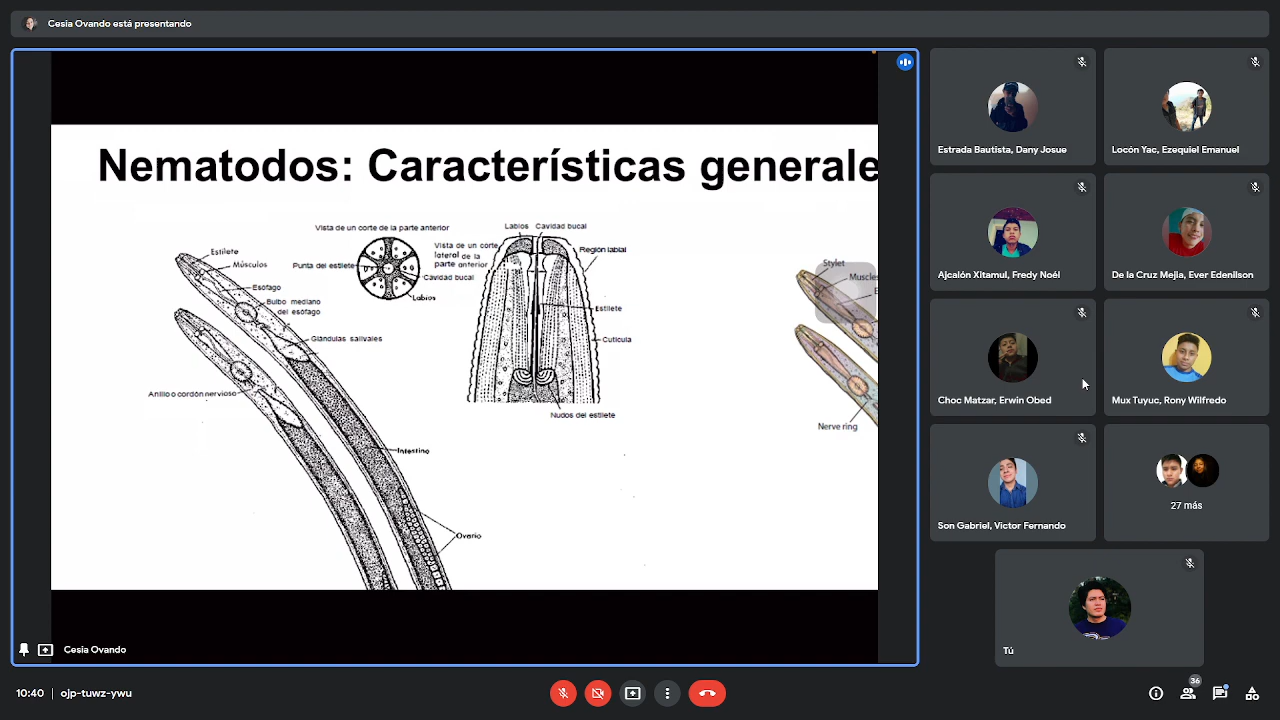 Cesia Ovando está presentando
Nematodos: Características generale
Vista de un corte de la parte anterior
Estilete
Músculos
Esófago
Bulbo mediano
del esófago
Glándulas salivales
Anillo o cordón nervioso
Intestino
Ovario
Punta del estilete
Cavidad bucal
Labios
Vista de un corte
lateral de la
parte anterior
Labios
Cavidad bucal
Región labial
Estilete
Cutícula
Nudos del estilete
Stylet
Muscles
E
Nerve ring
Cesia Ovando
Estrada Bautista, Dany Josue
Locón Yac, Ezequiel Emanuel
Ajcalón Xitamul, Fredy Noél
De la Cruz Jacinto, Ever Bendilson
Choc Matzar, Erwin Obed
Mux Tuyuc, Rony Wilfredo
Son Gabriel, Victor Fernando
27 más
Tú
10:40
ojp-tuwz-ywu
36